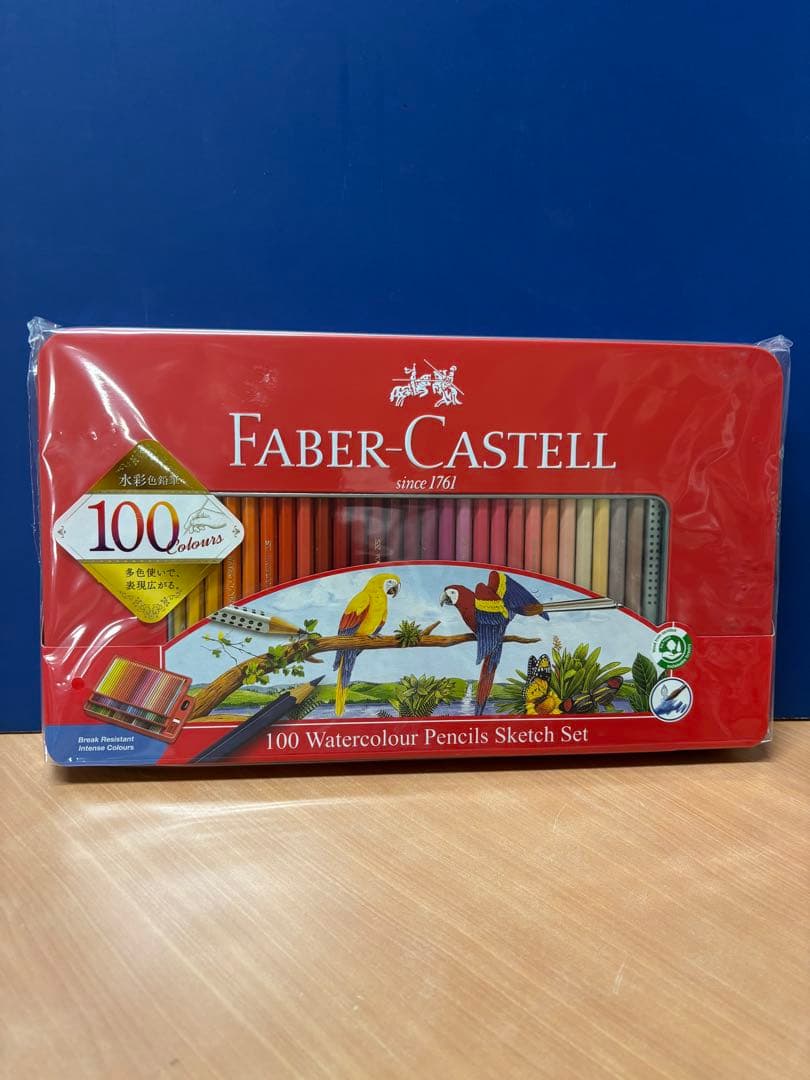 FABER-CASTELL
since 1761
水彩色鉛筆
100
Colours
多色使いで、
表現広がる。
Break Resistant
Intense Colours
100 Watercolour Pencils Sketch Set